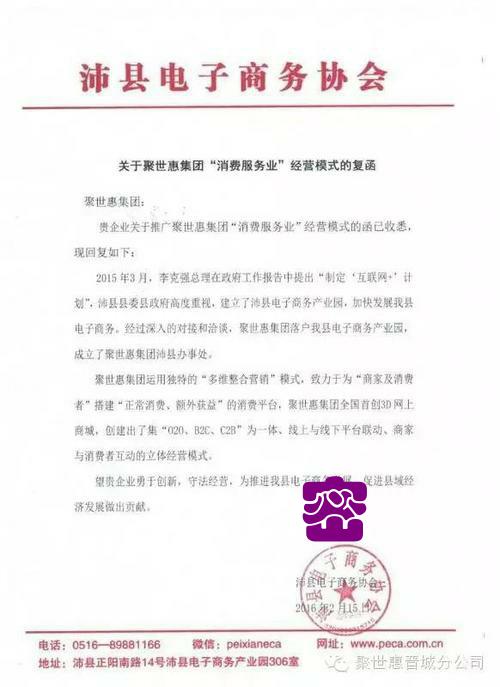 沛县电子商务协会
关于聚世惠集团“消费服务业”经营模式的复函
聚世惠集团：
贵企业关于推广聚世惠集团“消费服务业”经营模式的函已收悉，
现回复如下：
2015年3月，李克强总理在政府工作报告中提出“制定‘互联网+’计
划”，沛县县委县政府高度重视，建立了沛县电子商务产业园，加快发展我县
电子商务。经过深入的对接和洽谈，聚世惠集团落户我县电子商务产业园，
成立了聚世惠集团沛县办事处。
聚世惠集团运用独特的“多维整合营销”模式，致力于为“商家及消费
者”搭建“正常消费、额外获益”的消费平台，聚世惠集团全国首创3D网上
商城，创建出了集“O2O、B2C、C2B”为一体、线上与线下平台联动、商家
与消费者互动的立体经营模式。
望贵企业勇于创新，守法经营，为推进我县电子商务发展，促进县域经
济发展做出贡献。
沛县电子商务协会
2016年2月15日
沛县电子商务协会
电话：0516—89881166 微信：peixianeca 网址：www.peca.com.cn
地址：沛县正阳南路14号沛县电子商务产业园306室
聚世惠晋城分公司